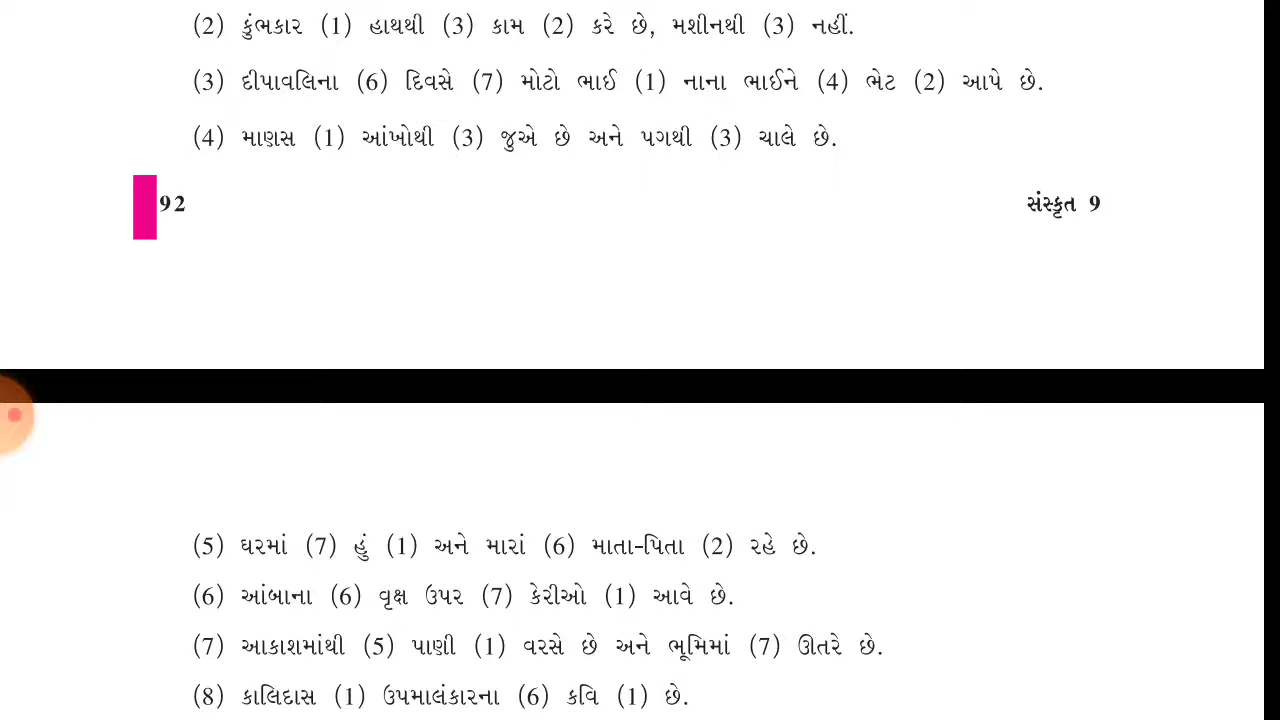 (2) કુંભકાર (1) હાથથી (3) કામ (2) કરે છે, મશીનથી (3) નહીં.
(3) દીપાવલિના (6) દિવસે (7) મોટો ભાઈ (1) નાના ભાઈને (4) ભેટ (2) આપે છે.
(4) માણસ (1) આંખોથી (3) જુએ છે અને પગથી (3) ચાલે છે.
92 સંસ્કૃત 9
(5) ઘરમાં (7) હું (1) અને મારાં (6) માતા-પિતા (2) રહે છે.
(6) આંબાના (6) વૃક્ષ ઉપર (7) કેરીઓ (1) આવે છે.
(7) આકાશમાંથી (5) પાણી (1) વરસે છે અને ભૂમિમાં (7) ઊતરે છે.
(8) કાલિદાસ (1) ઉપમાલંકારના (6) કવિ (1) છે.